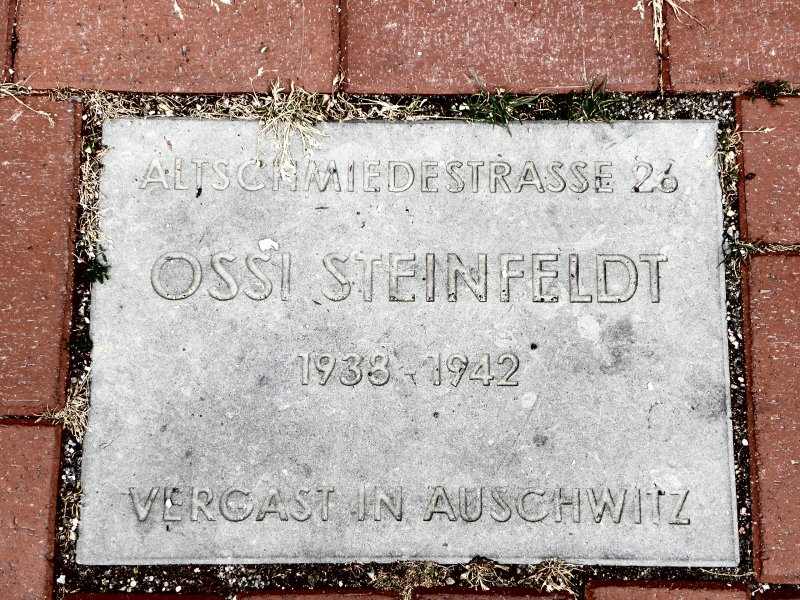 ALTSCHMIEDESTRASSE 26
OSSI STEINFELDT
1938 - 1942
VERGAST IN AUSCHWITZ